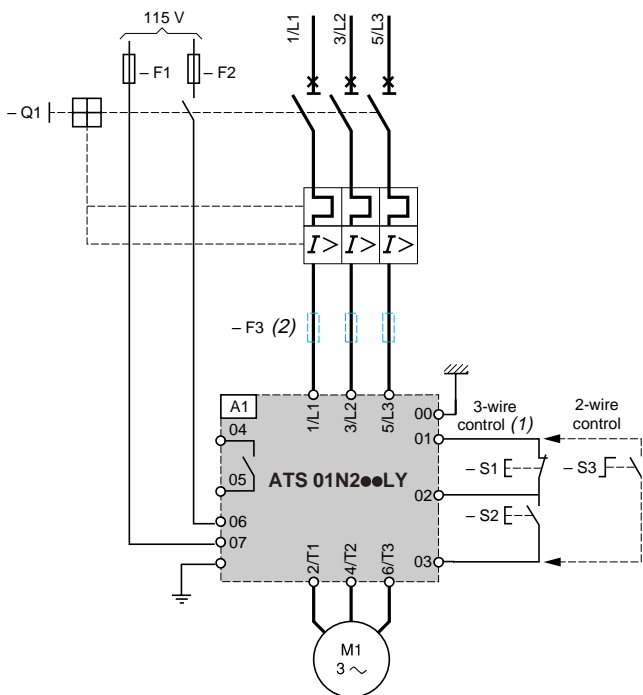 115 V
1/L1
3/L2
5/L3
– F1
– F2
– Q1
I>
I>
I>
– F3 (2)
A1
1/L1
3/L2
5/L3
00
3-wire
control (1)
2-wire
control
04
01
– S1
– S3
05
ATS 01N2●●LY
02
– S2
06
07
2/T1
4/T2
6/T3
03
M1
3 ~